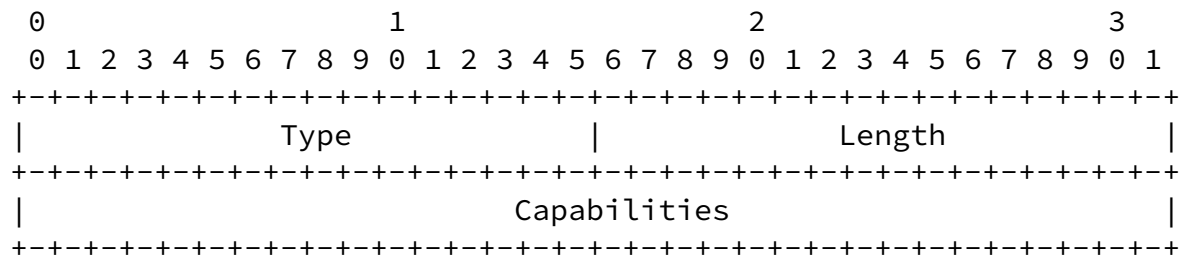 0                   1                   2                   3
 0 1 2 3 4 5 6 7 8 9 0 1 2 3 4 5 6 7 8 9 0 1 2 3 4 5 6 7 8 9 0 1
+-+-+-+-+-+-+-+-+-+-+-+-+-+-+-+-+-+-+-+-+-+-+-+-+-+-+-+-+-+-+-+-+
|              Type             |             Length            |
+-+-+-+-+-+-+-+-+-+-+-+-+-+-+-+-+-+-+-+-+-+-+-+-+-+-+-+-+-+-+-+-+
|                           Capabilities                        |
+-+-+-+-+-+-+-+-+-+-+-+-+-+-+-+-+-+-+-+-+-+-+-+-+-+-+-+-+-+-+-+-+